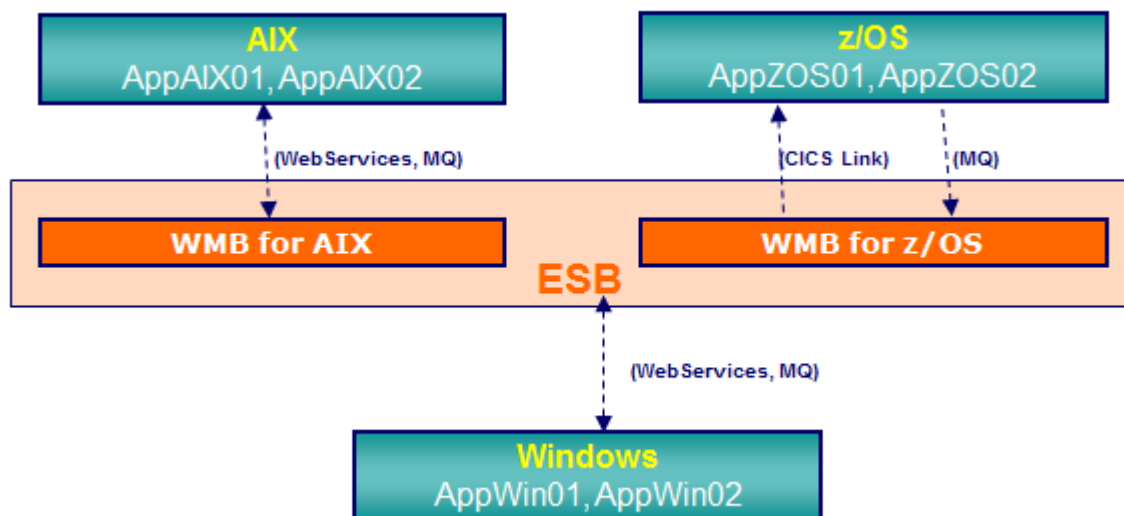 AIX
AppAIX01, AppAIX02
z/OS
AppZOS01, AppZOS02
(WebServices, MQ)
(CICS Link)
(MQ)
WMB for AIX
WMB for z/OS
ESB
(WebServices, MQ)
Windows
AppWin01, AppWin02